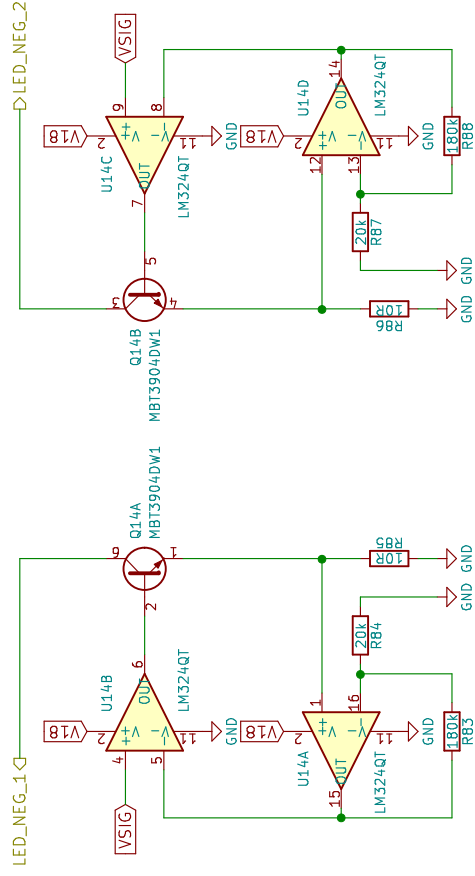 LED_NEG_2
VSIG
9
8
14
OUT
U14D
LM324QT
180k
R88
V18
2
+
V-
V+
-
11
GND
V18
2
+
V-
V+
-
11
GND
U14C
OUT
LM324QT
7
12
13
20k
R87
GND
5
3
4
10R
R86
GND
Q14B
MBT3904DW1
Q14A
MBT3904DW1
6
1
10R
R85
GND
2
20k
R84
GND
6
OUT
U14B
LM324QT
1
16
V18
2
+
V-
V+
-
11
GND
V18
2
+
V-
V+
-
11
GND
180k
R83
4
5
U14A
OUT
LM324QT
15
VSIG
LED_NEG_1